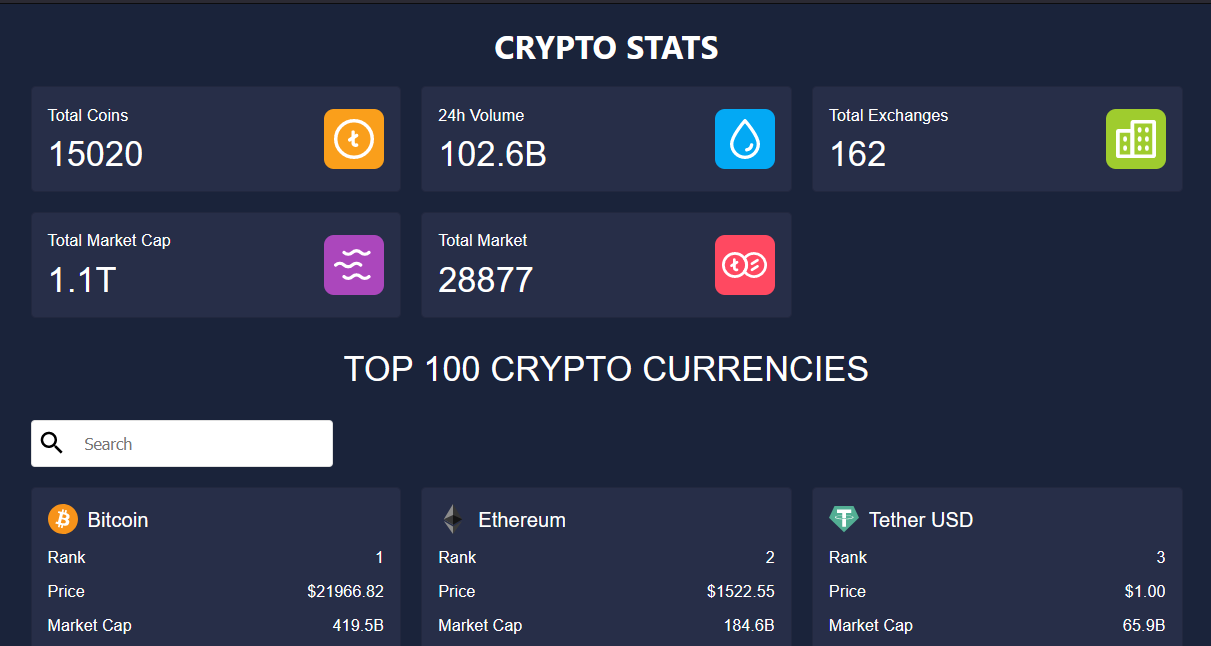 CRYPTO STATS
Total Coins
15020
24h Volume
102.6B
Total Exchanges
162
Total Market Cap
1.1T
Total Market
28877
TOP 100 CRYPTO CURRENCIES
Search
Bitcoin
Rank 1
Price $21966.82
Market Cap 419.5B
Ethereum
Rank 2
Price $1522.55
Market Cap 184.6B
Tether USD
Rank 3
Price $1.00
Market Cap 65.9B